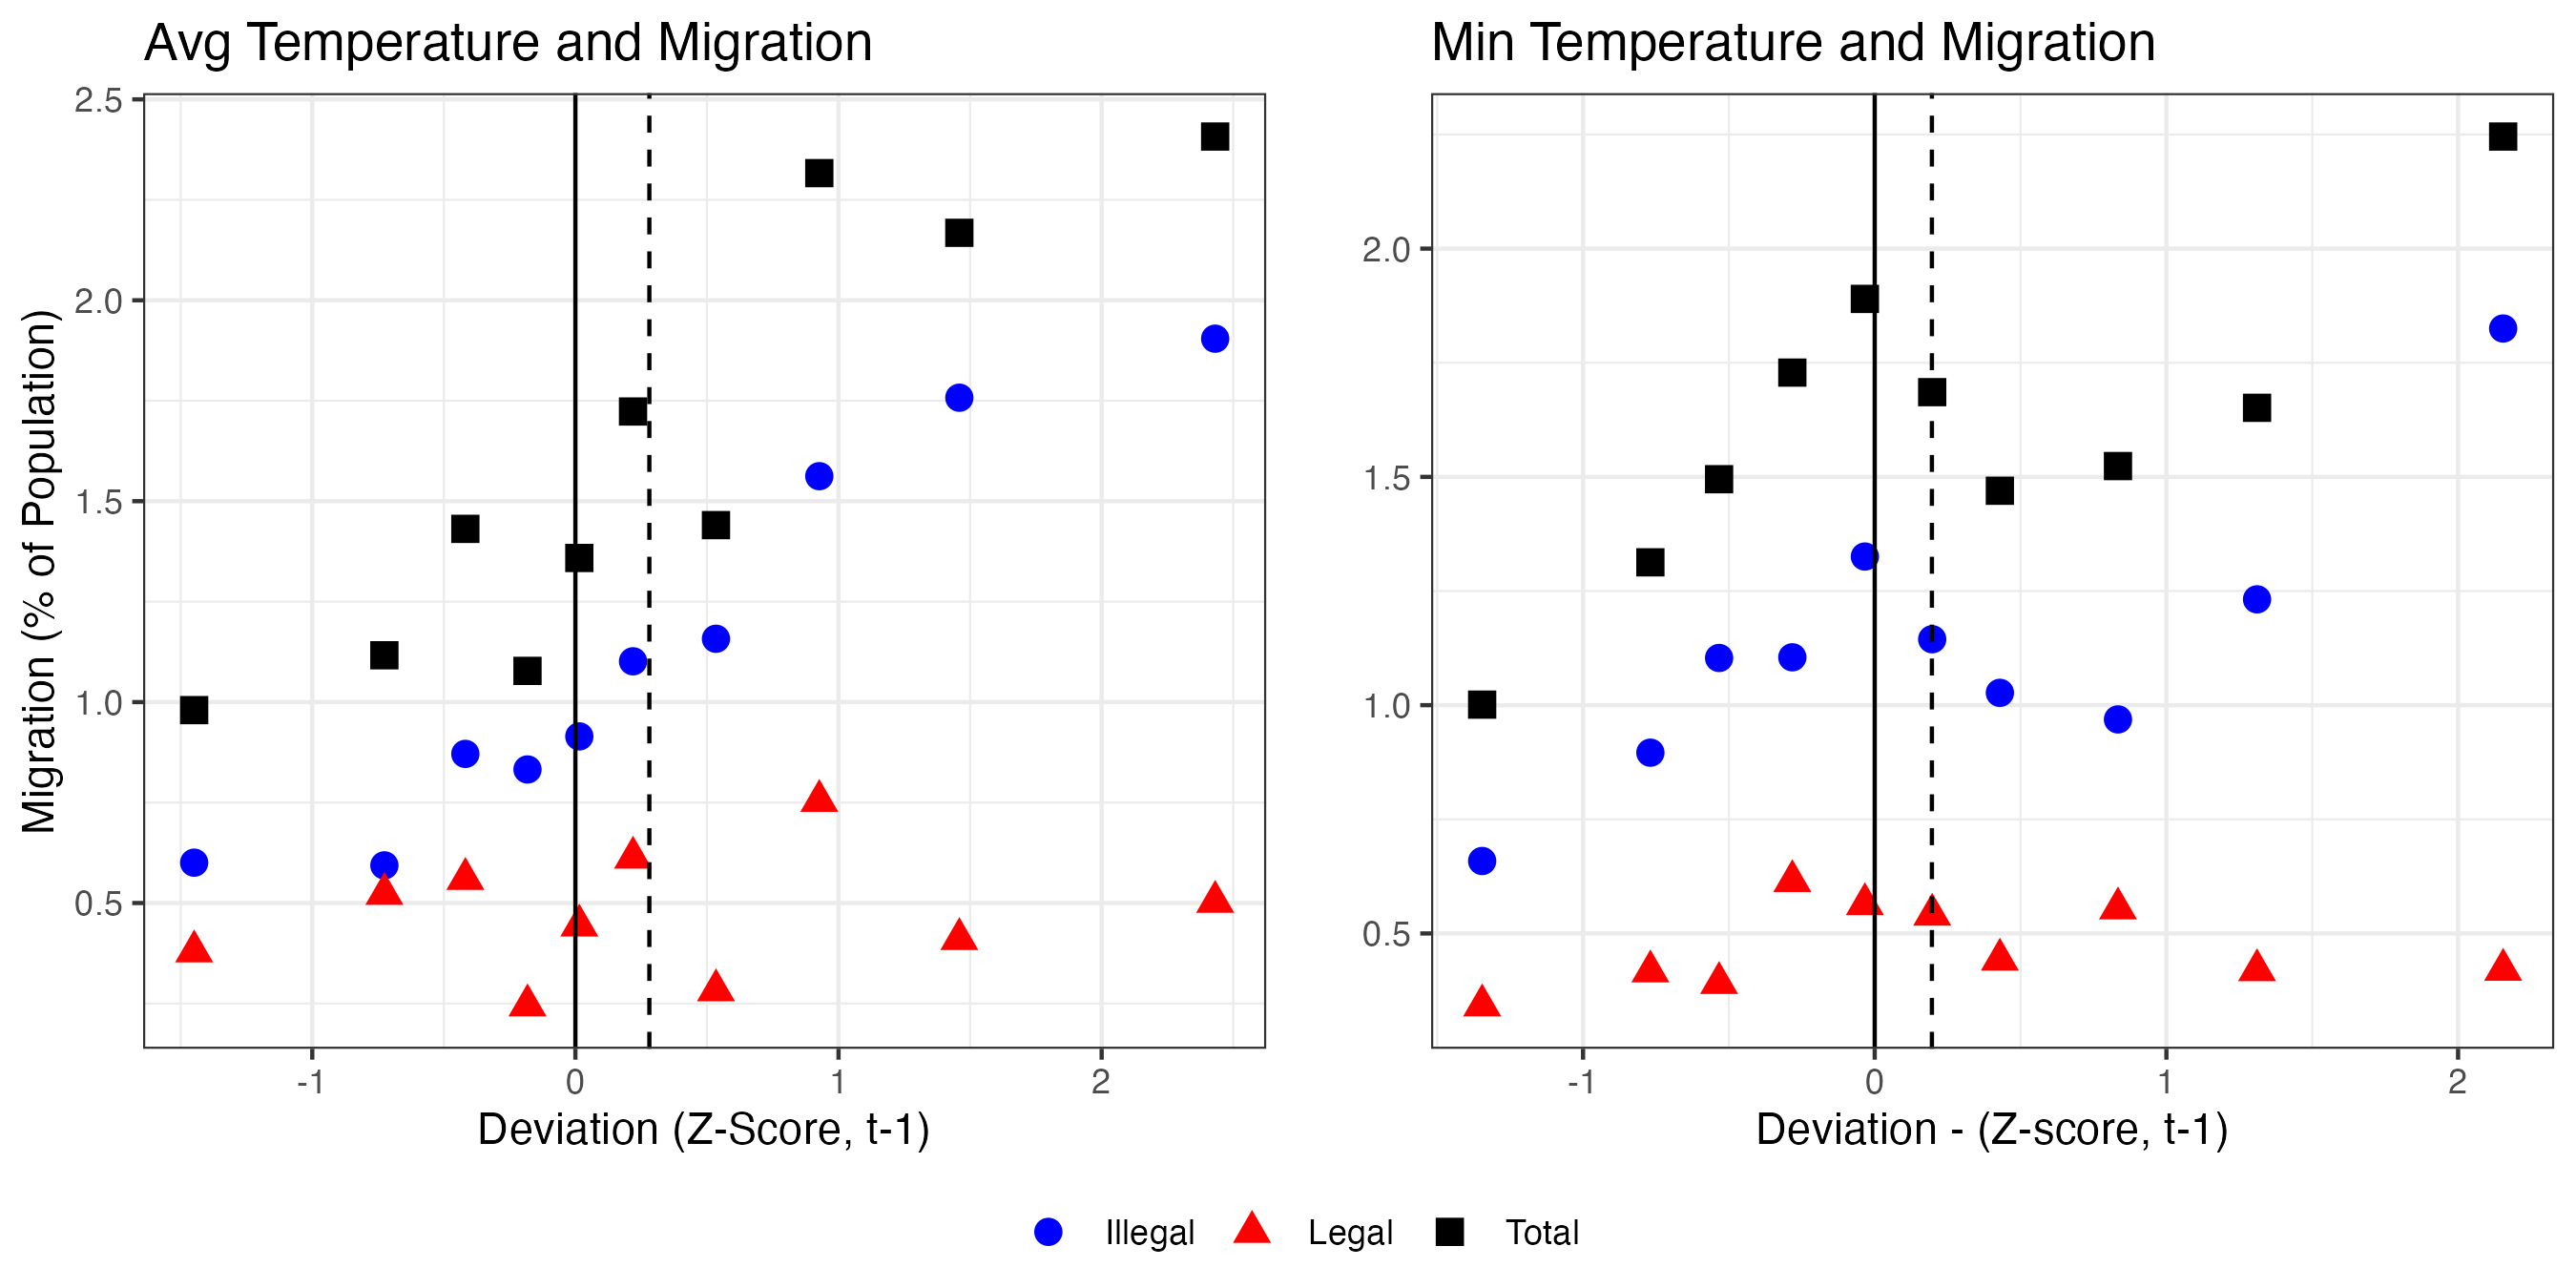 Avg Temperature and Migration
Min Temperature and Migration
Migration (% of Population)
2.5
2.0
1.5
1.0
0.5
-1 0 1 2
Deviation (Z-Score, t-1)
2.0
1.5
1.0
0.5
-1 0 1 2
Deviation - (Z-score, t-1)
Illegal Legal Total